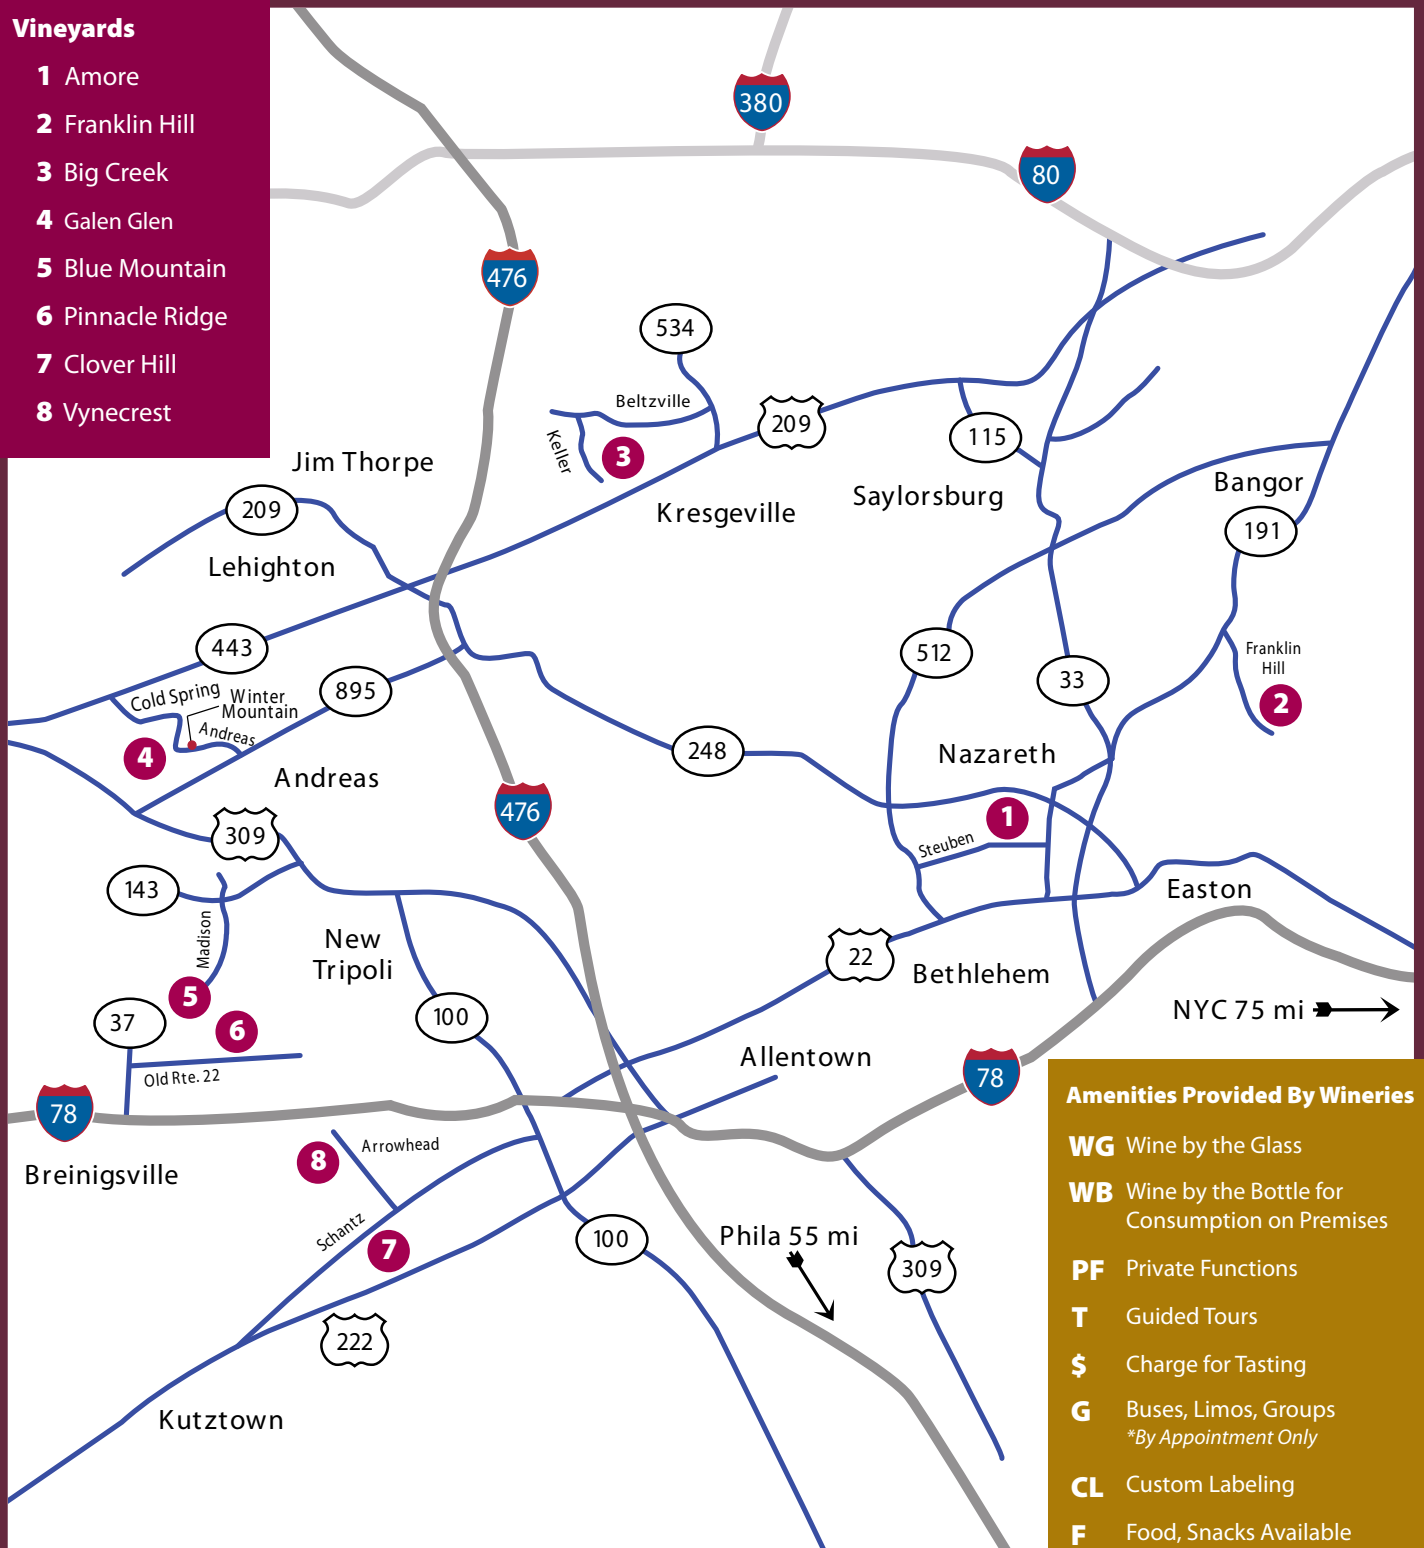 Vineyards
1 Amore
2 Franklin Hill
3 Big Creek
4 Galen Glen
5 Blue Mountain
6 Pinnacle Ridge
7 Clover Hill
8 Vynecrest
380
80
476
534
Beltzville
209
Keller
3
115
Jim Thorpe
Saylorsburg
Bangor
209
Kresgeville
191
Lehighton
443
512
Franklin
Hill
33
2
895
Cold Spring
Winter
Mountain
Andreas
4
248
Nazareth
Andreas
476
1
309
Steuben
143
Easton
Madison
New
Tripoli
22
Bethlehem
5
37
6
100
NYC 75 mi
Allentown
Old Rte. 22
78
78
Arrowhead
8
Breinigsville
Schantz
7
100
Phila 55 mi
309
222
Kutztown
Amenities Provided By Wineries
WG Wine by the Glass
WB Wine by the Bottle for
Consumption on Premises
PF Private Functions
T Guided Tours
$ Charge for Tasting
G Buses, Limos, Groups
*By Appointment Only
CL Custom Labeling
F Food, Snacks Available